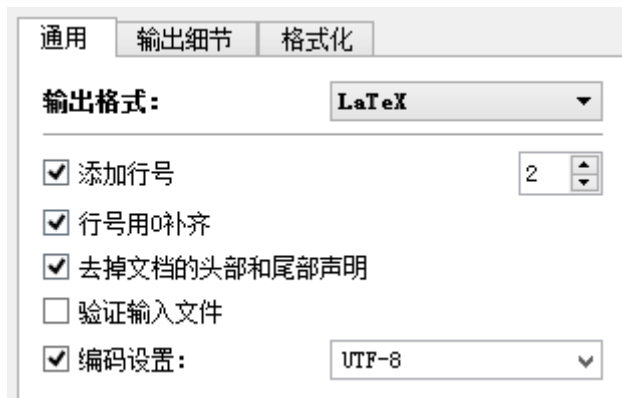 通用 输出细节 格式化
输出格式: LaTeX
添加行号 2
行号用0补齐
去掉文档的头部和尾部声明
验证输入文件
编码设置: UTF-8